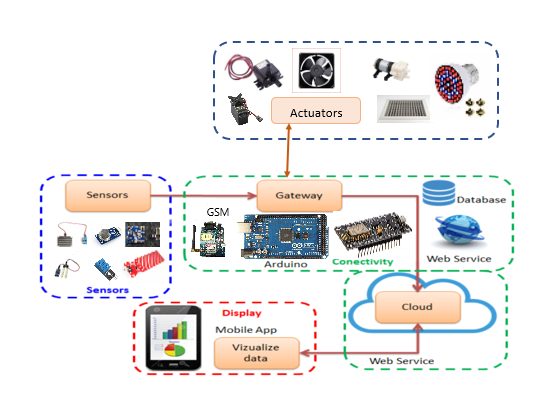 Actuators
Sensors
Gateway
Database
GSM
Web Service
Arduino
Conectivity
Sensors
Cloud
Display
Mobile App
Vizualize
data
Web Service